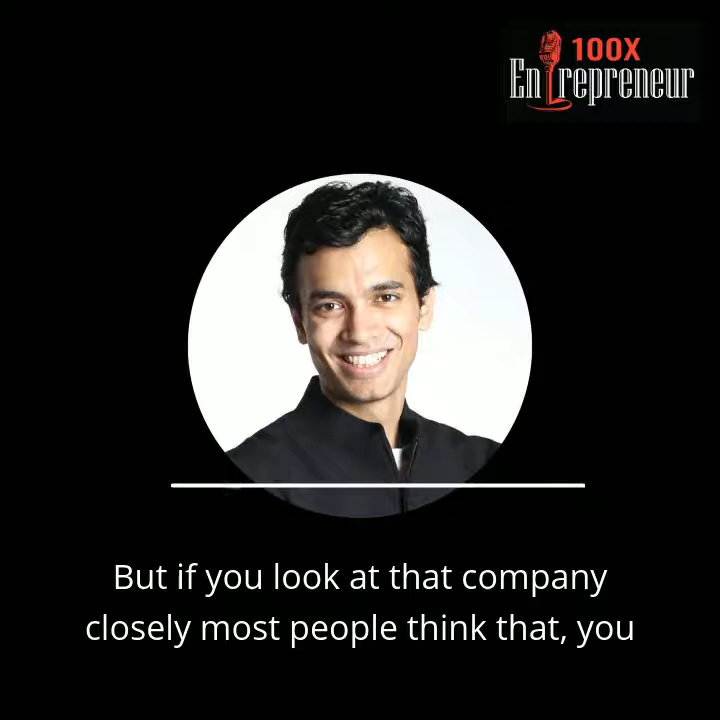 100X
Entrepreneur
But if you look at that company
closely most people think that, you